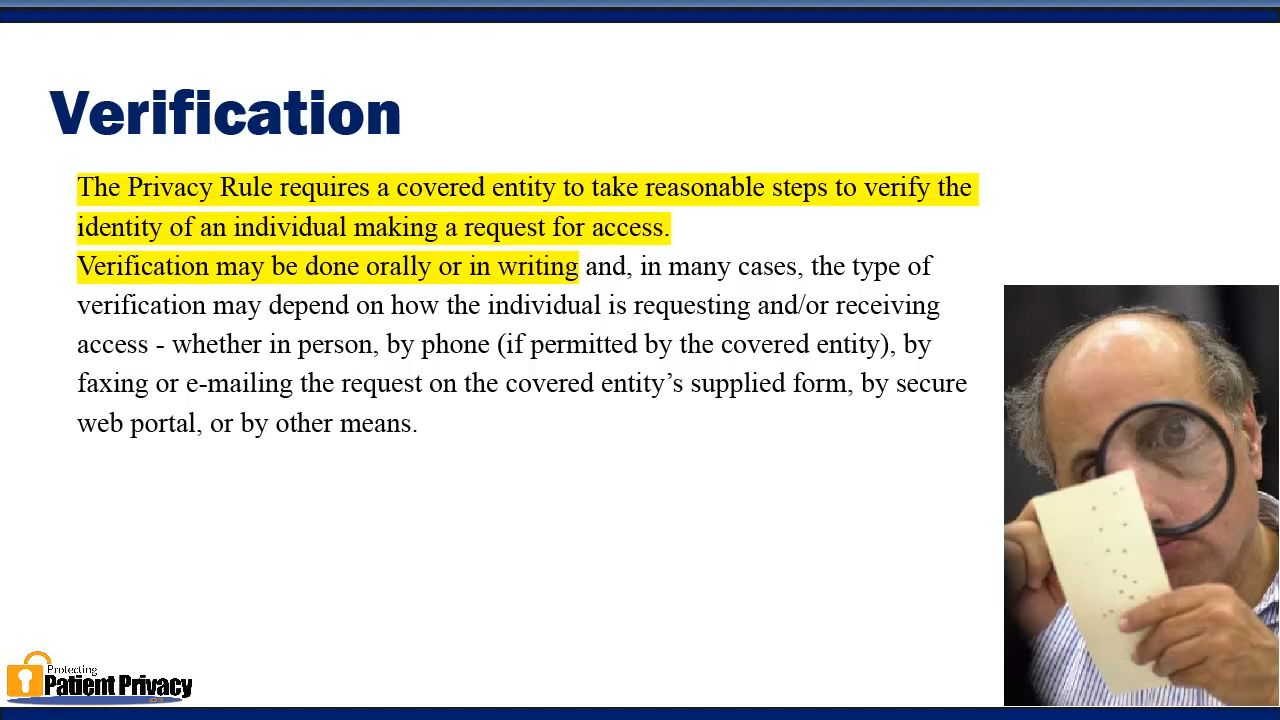 Verification
The Privacy Rule requires a covered entity to take reasonable steps to verify the
identity of an individual making a request for access.
Verification may be done orally or in writing and, in many cases, the type of
verification may depend on how the individual is requesting and/or receiving
access - whether in person, by phone (if permitted by the covered entity), by
faxing or e-mailing the request on the covered entity’s supplied form, by secure
web portal, or by other means.
Protecting
Patient Privacy
.com